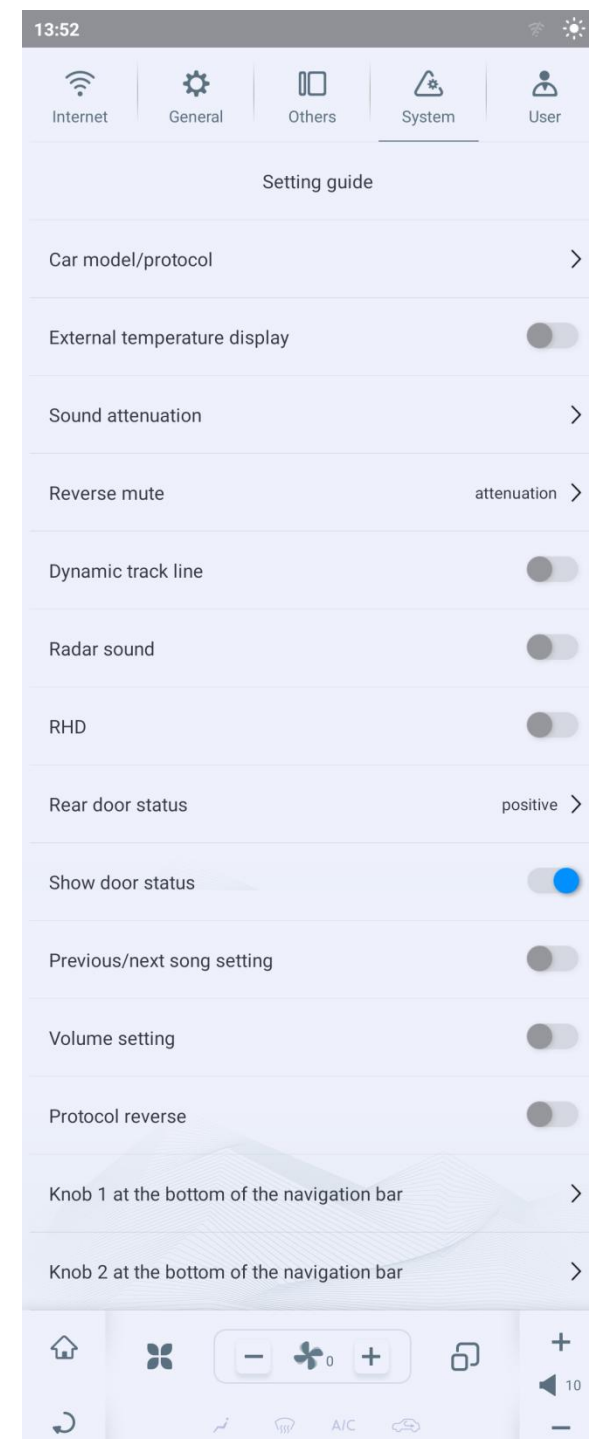 13:52
Internet
General
Others
System
User
Setting guide
Car model/protocol
External temperature display
Sound attenuation
Reverse mute attenuation
Dynamic track line
Radar sound
RHD
Rear door status positive
Show door status
Previous/next song setting
Volume setting
Protocol reverse
Knob 1 at the bottom of the navigation bar
Knob 2 at the bottom of the navigation bar
0
10
A/C